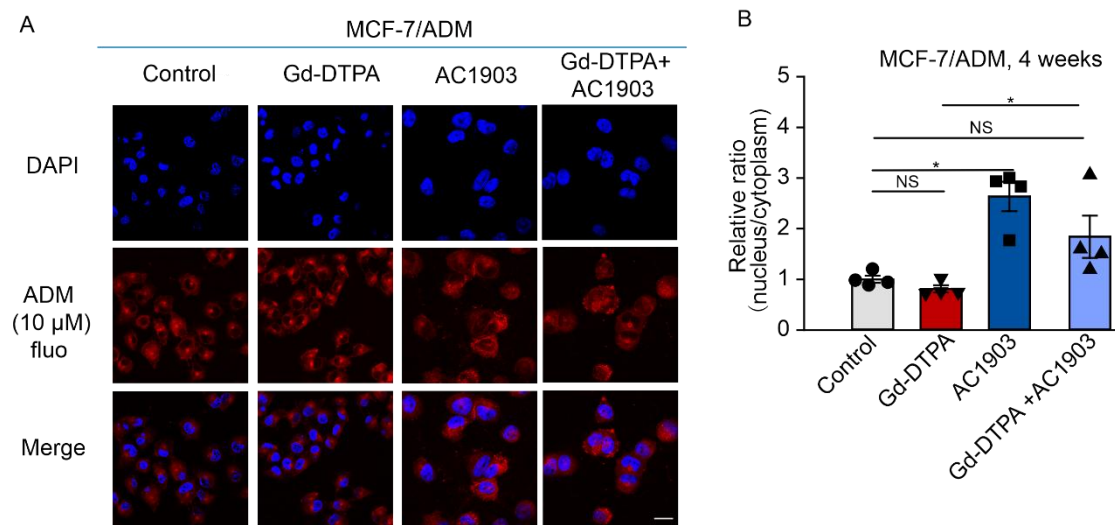 A
MCF-7/ADM
Control
Gd-DTPA
AC1903
Gd-DTPA+
AC1903
DAPI
ADM
(10 μM)
fluo
Merge
B
MCF-7/ADM, 4 weeks
Relative ratio
(nucleus/cytoplasm)
5
4
3
2
1
0
*
NS
*
NS
Control
Gd-DTPA
AC1903
Gd-DTPA +AC1903